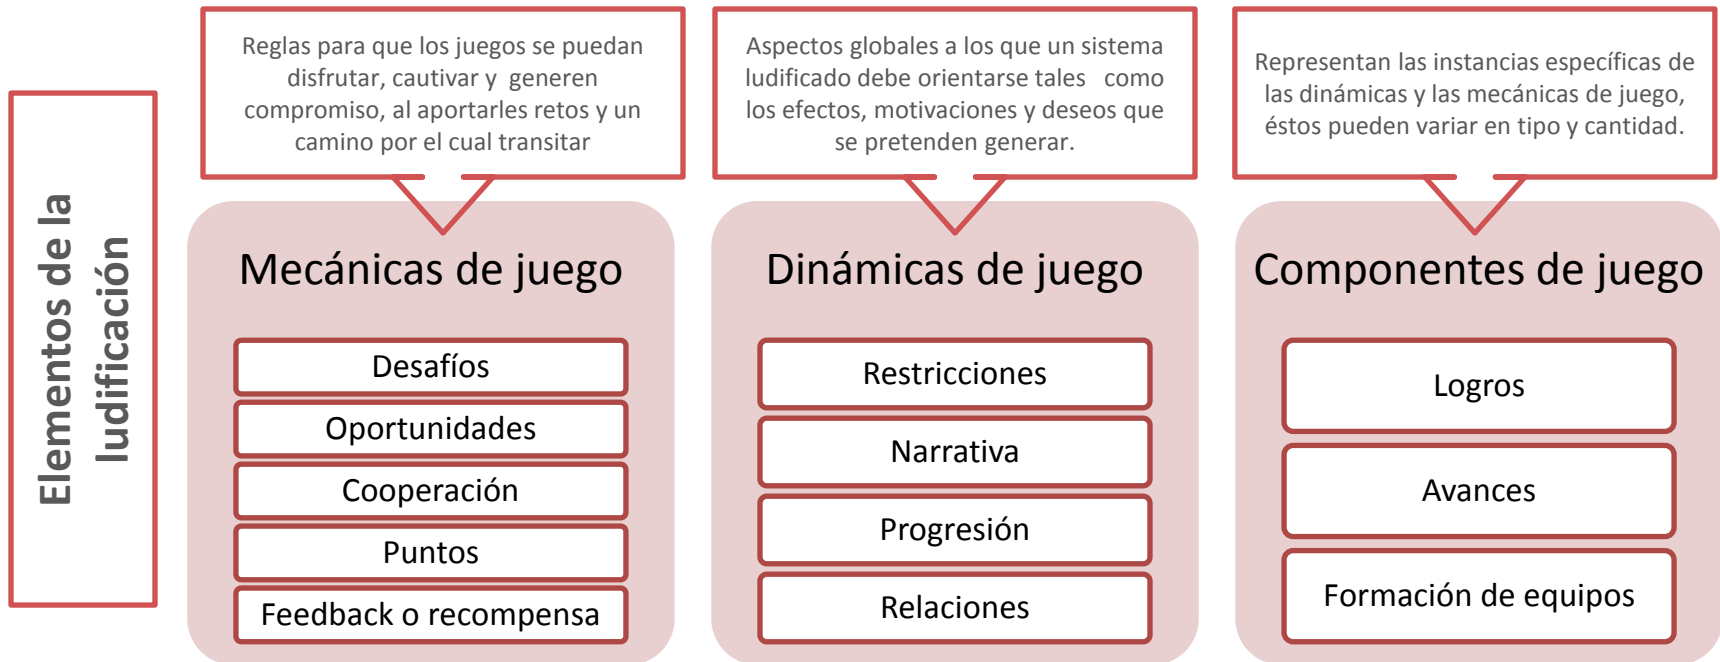 Elementos de la
ludificación
Reglas para que los juegos se puedan
disfrutar, cautivar y generen
compromiso, al aportarles retos y un
camino por el cual transitar
Mecánicas de juego
Desafíos
Oportunidades
Cooperación
Puntos
Feedback o recompensa
Aspectos globales a los que un sistema
ludificado debe orientarse tales como
los efectos, motivaciones y deseos que
se pretenden generar.
Dinámicas de juego
Restricciones
Narrativa
Progresión
Relaciones
Representan las instancias específicas de
las dinámicas y las mecánicas de juego,
éstos pueden variar en tipo y cantidad.
Componentes de juego
Logros
Avances
Formación de equipos